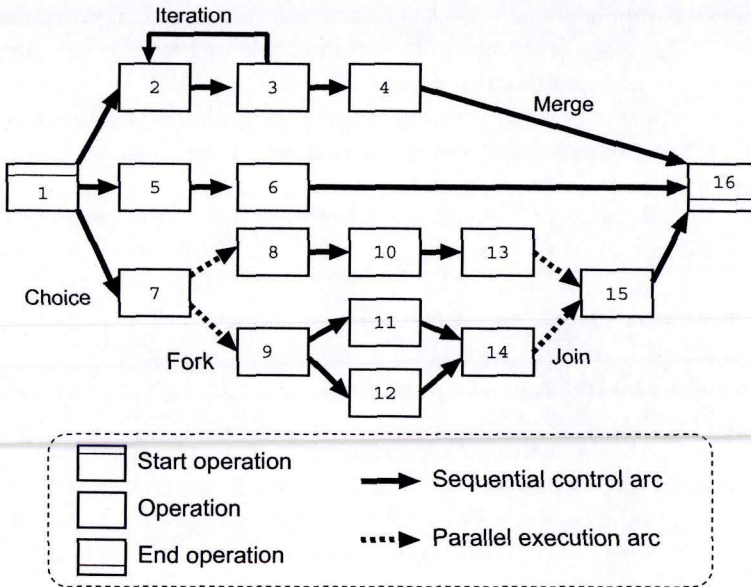 Iteration
2
3
4
Merge
1
5
6
16
8
10
13
Choice
7
15
11
Fork
9
14
Join
12
Start operation
Sequential control arc
Operation
Parallel execution arc
End operation